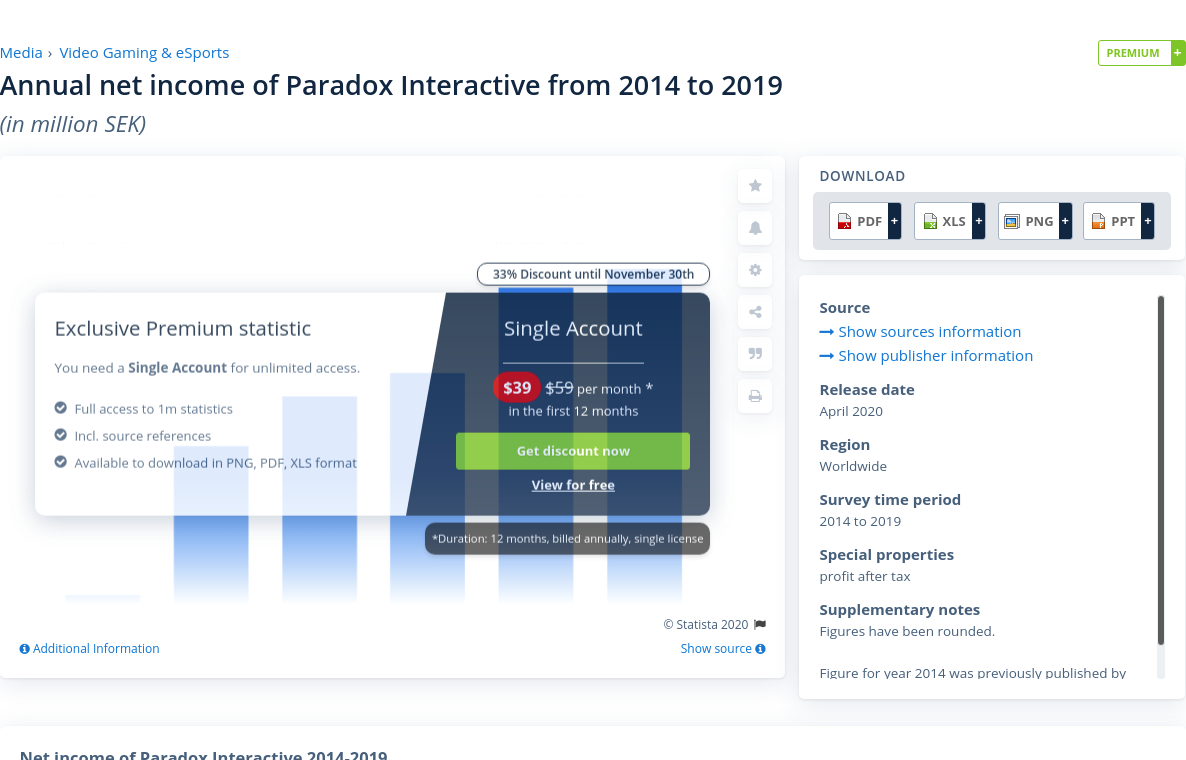 Media › Video Gaming & eSports
PREMIUM +
Annual net income of Paradox Interactive from 2014 to 2019
(in million SEK)
33% Discount until November 30th
Exclusive Premium statistic
You need a Single Account for unlimited access.
Full access to 1m statistics
Incl. source references
Available to download in PNG, PDF, XLS format
Single Account
$39 $59 per month *
in the first 12 months
Get discount now
View for free
*Duration: 12 months, billed annually, single license
© Statista 2020
Additional Information
Show source
DOWNLOAD
PDF + XLS + PNG + PPT +
Source
Show sources information
Show publisher information
Release date
April 2020
Region
Worldwide
Survey time period
2014 to 2019
Special properties
profit after tax
Supplementary notes
Figures have been rounded.
Figure for year 2014 was previously published by
Net income of Paradox Interactive 2014-2019